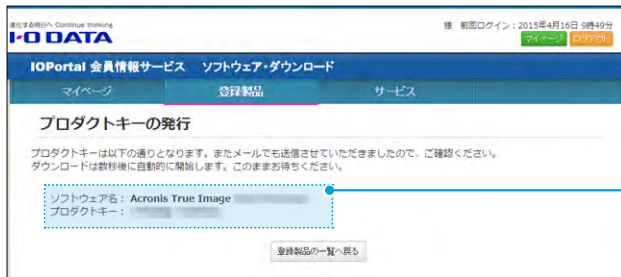 進化する明日へ Continue thinking
I-O DATA
様 前回ログイン:2015年4月16日 9時49分
マイページ ログアウト
IOPortal 会員情報サービス ソフトウェア・ダウンロード
マイページ 登録製品 サービス
プロダクトキーの発行
プロダクトキーは以下の通りとなります。またメールでも送信させていただきましたので、ご確認ください。
ダウンロードは数秒後に自動的に開始します。このままお待ちください。
ソフトウェア名: Acronis True Image
プロダクトキー:
登録製品の一覧へ戻る